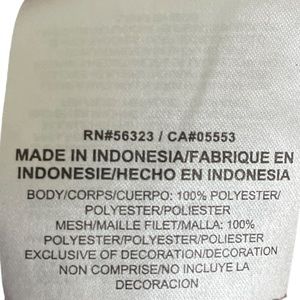 RN#56323 / CA#05553
MADE IN INDONESIA/FABRIQUE EN
INDONESIE/HECHO EN INDONESIA
BODY/CORPS/CUERPO: 100% POLYESTER/
POLYESTER/POLIESTER
MESH/MAILLE FILET/MALLA: 100%
POLYESTER/POLYESTER/POLIESTER
EXCLUSIVE OF DECORATION/DECORATION
NON COMPRISE/NO INCLUYE LA
DECORACION